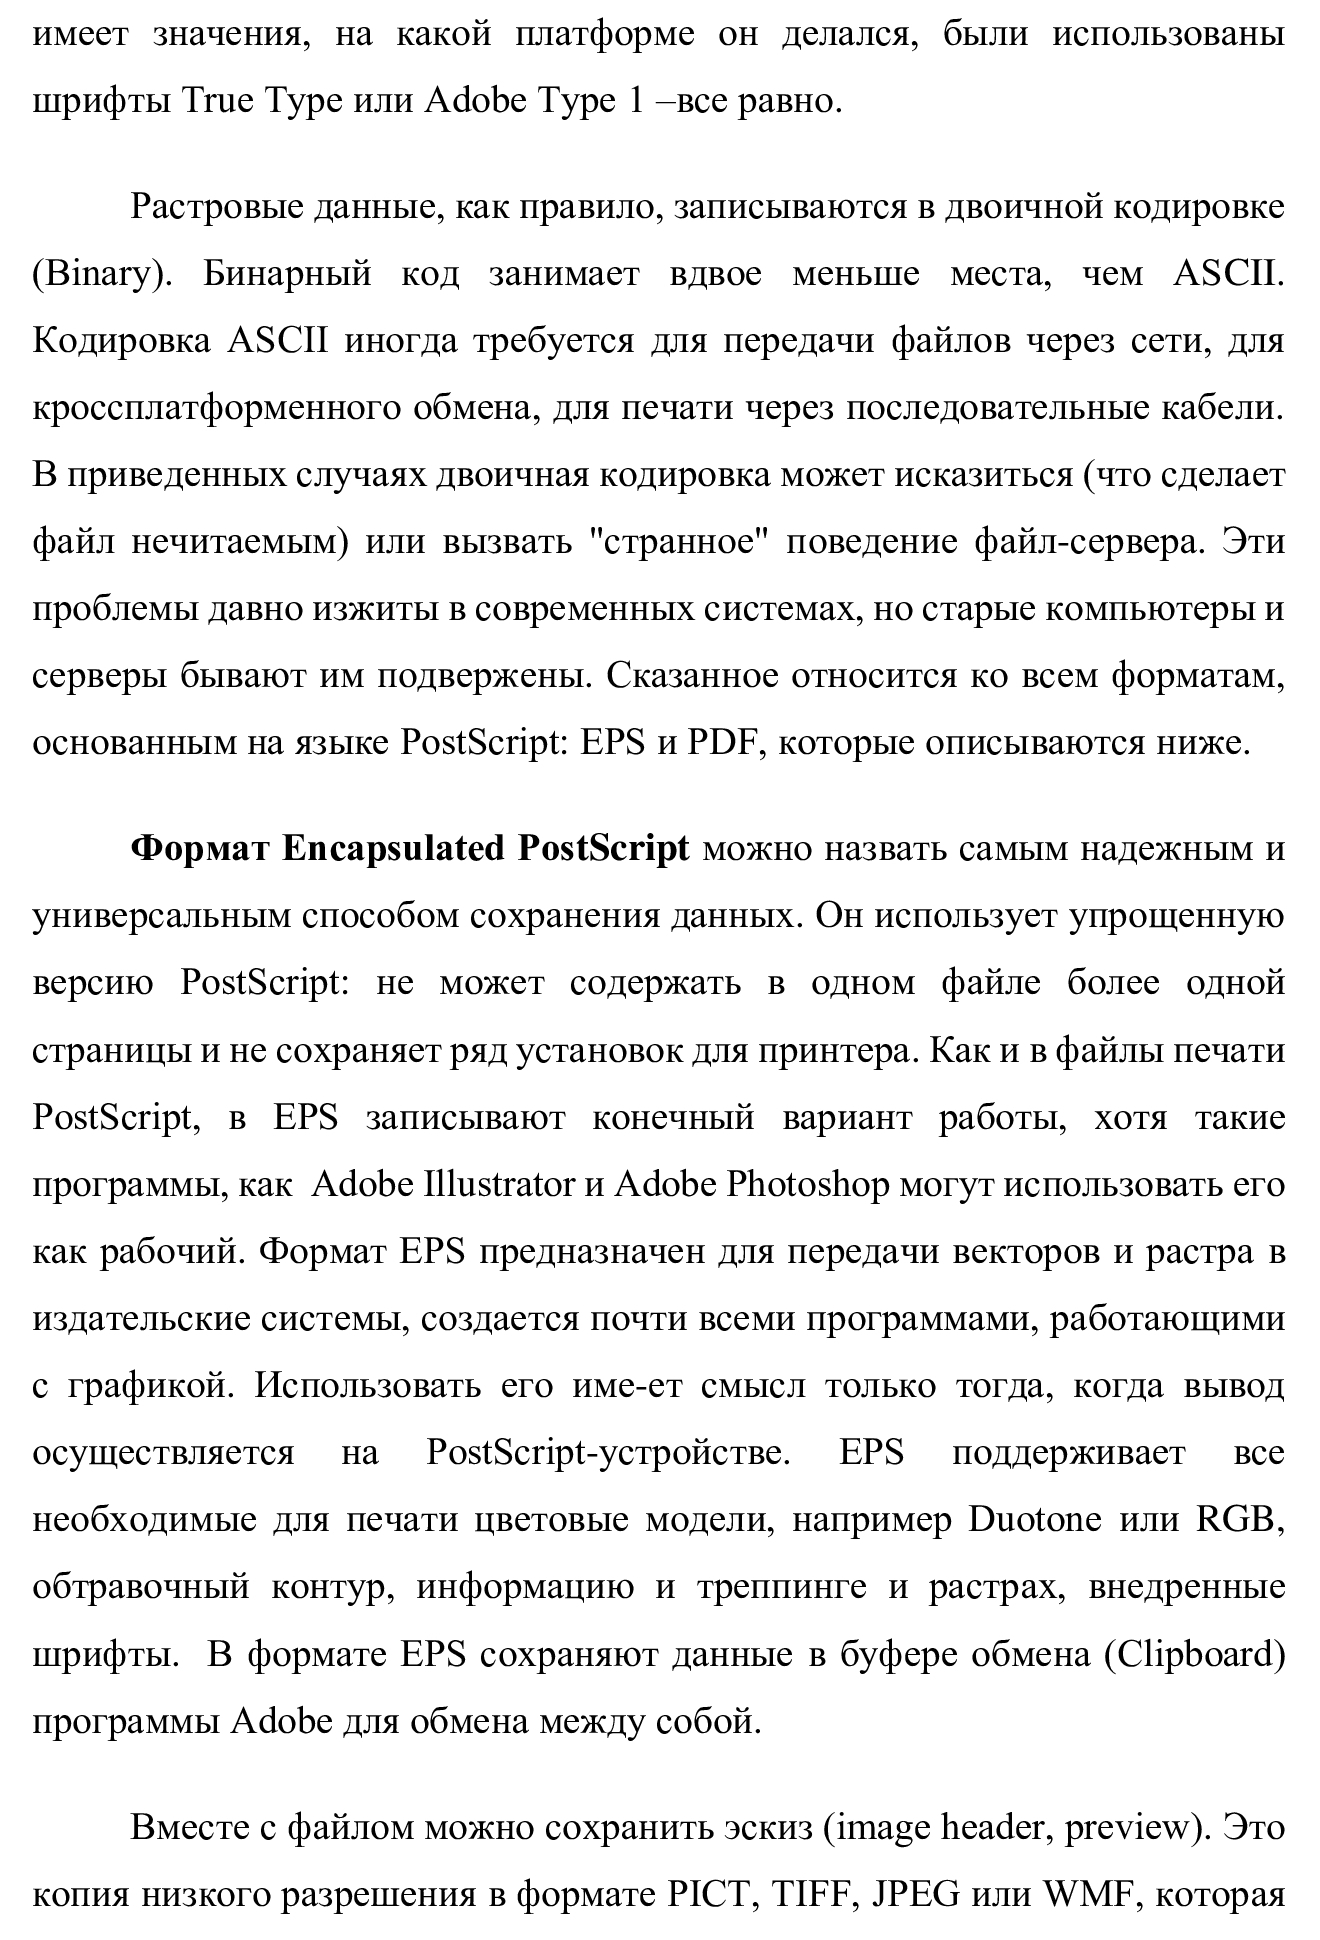 имеет значения, на какой платформе он делался, были использованы
шрифты True Type или Adobe Type 1 –все равно.
Растровые данные, как правило, записываются в двоичной кодировке
(Binary). Бинарный код занимает вдвое меньше места, чем ASCII.
Кодировка ASCII иногда требуется для передачи файлов через сети, для
кроссплатформенного обмена, для печати через последовательные кабели.
В приведенных случаях двоичная кодировка может исказиться (что сделает
файл нечитаемым) или вызвать "странное" поведение файл-сервера. Эти
проблемы давно изжиты в современных системах, но старые компьютеры и
серверы бывают им подвержены. Сказанное относится ко всем форматам,
основанным на языке PostScript: EPS и PDF, которые описываются ниже.
Формат Encapsulated PostScript можно назвать самым надежным и
универсальным способом сохранения данных. Он использует упрощенную
версию PostScript: не может содержать в одном файле более одной
страницы и не сохраняет ряд установок для принтера. Как и в файлы печати
PostScript, в EPS записывают конечный вариант работы, хотя такие
программы, как  Adobe Illustrator и Adobe Photoshop могут использовать его
как рабочий. Формат EPS предназначен для передачи векторов и растра в
издательские системы, создается почти всеми программами, работающими
с графикой. Использовать его име-ет смысл только тогда, когда вывод
осуществляется на PostScript-устройстве. EPS поддерживает все
необходимые для печати цветовые модели, например Duotone или RGB,
обтравочный контур, информацию и треппинге и растрах, внедренные
шрифты.  В формате EPS сохраняют данные в буфере обмена (Clipboard)
программы Adobe для обмена между собой.
Вместе с файлом можно сохранить эскиз (image header, preview). Это
копия низкого разрешения в формате PICT, TIFF, JPEG или WMF, которая